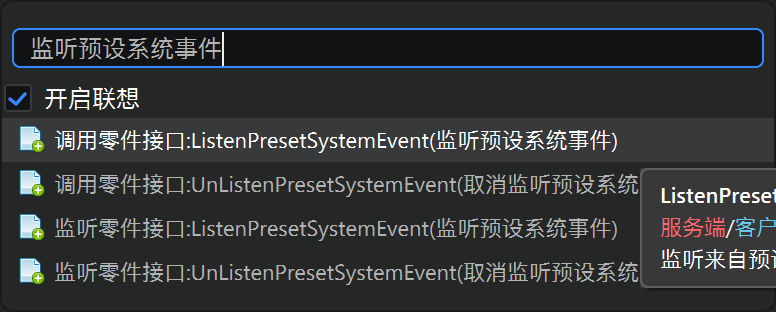 监听预设系统事件
开启联想
调用零件接口:ListenPresetSystemEvent(监听预设系统事件)
调用零件接口:UnListenPresetSystemEvent(取消监听预设系统
监听零件接口:ListenPresetSystemEvent(监听预设系统事件)
监听零件接口:UnListenPresetSystemEvent(取消监听预设系统
ListenPreset
服务端/客户
监听来自预设